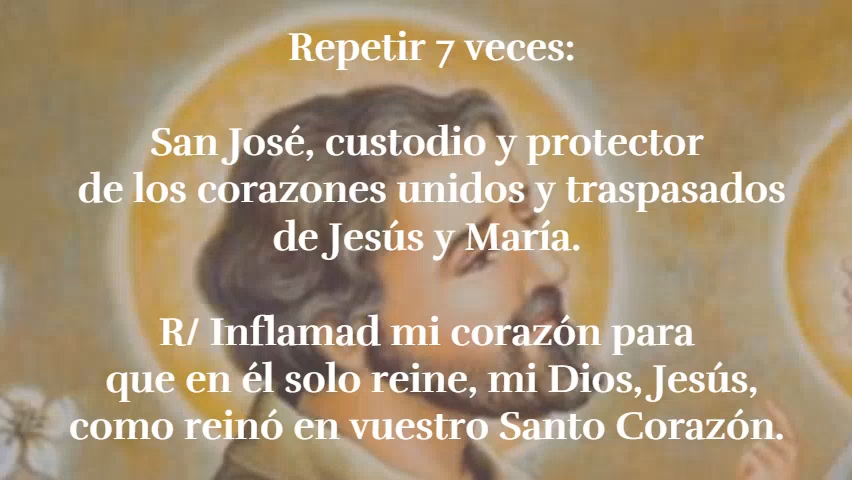 Repetir 7 veces:
San José, custodio y protector
de los corazones unidos y traspasados
de Jesús y María.
R/ Inflamad mi corazón para
que en él solo reine, mi Dios, Jesús,
como reinó en vuestro Santo Corazón.